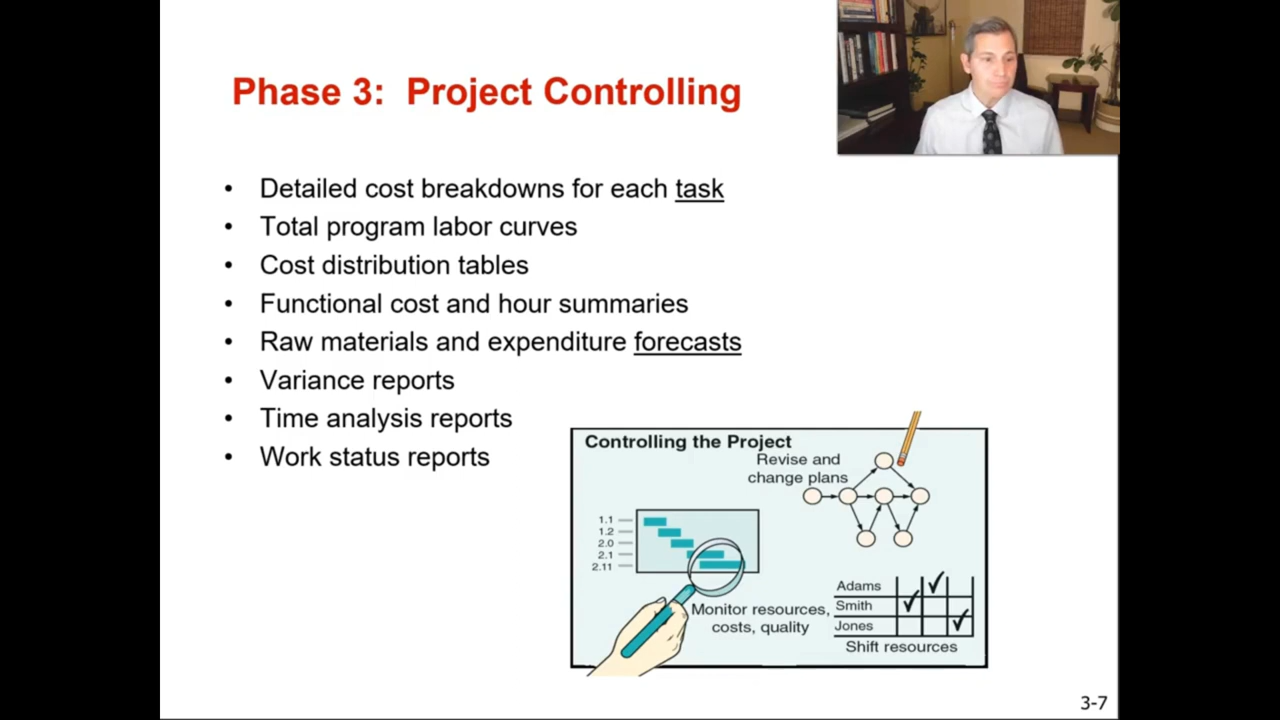 Phase 3: Project Controlling
• Detailed cost breakdowns for each task
• Total program labor curves
• Cost distribution tables
• Functional cost and hour summaries
• Raw materials and expenditure forecasts
• Variance reports
• Time analysis reports
• Work status reports
Controlling the Project
Revise and
change plans
1.1
1.2
2.0
2.1
2.11
Monitor resources,
costs, quality
Adams
Smith
Jones
Shift resources
3-7